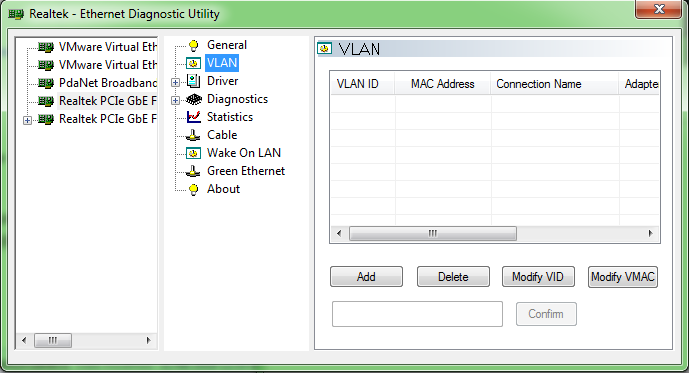 Realtek - Ethernet Diagnostic Utility
VMware Virtual Eth
VMware Virtual Eth
PdaNet Broadband
Realtek PCIe GbE F
Realtek PCIe GbE F
General
VLAN
Driver
Diagnostics
Statistics
Cable
Wake On LAN
Green Ethernet
About
VLAN
VLAN ID MAC Address Connection Name Adapte
Add Delete Modify VID Modify VMAC
Confirm